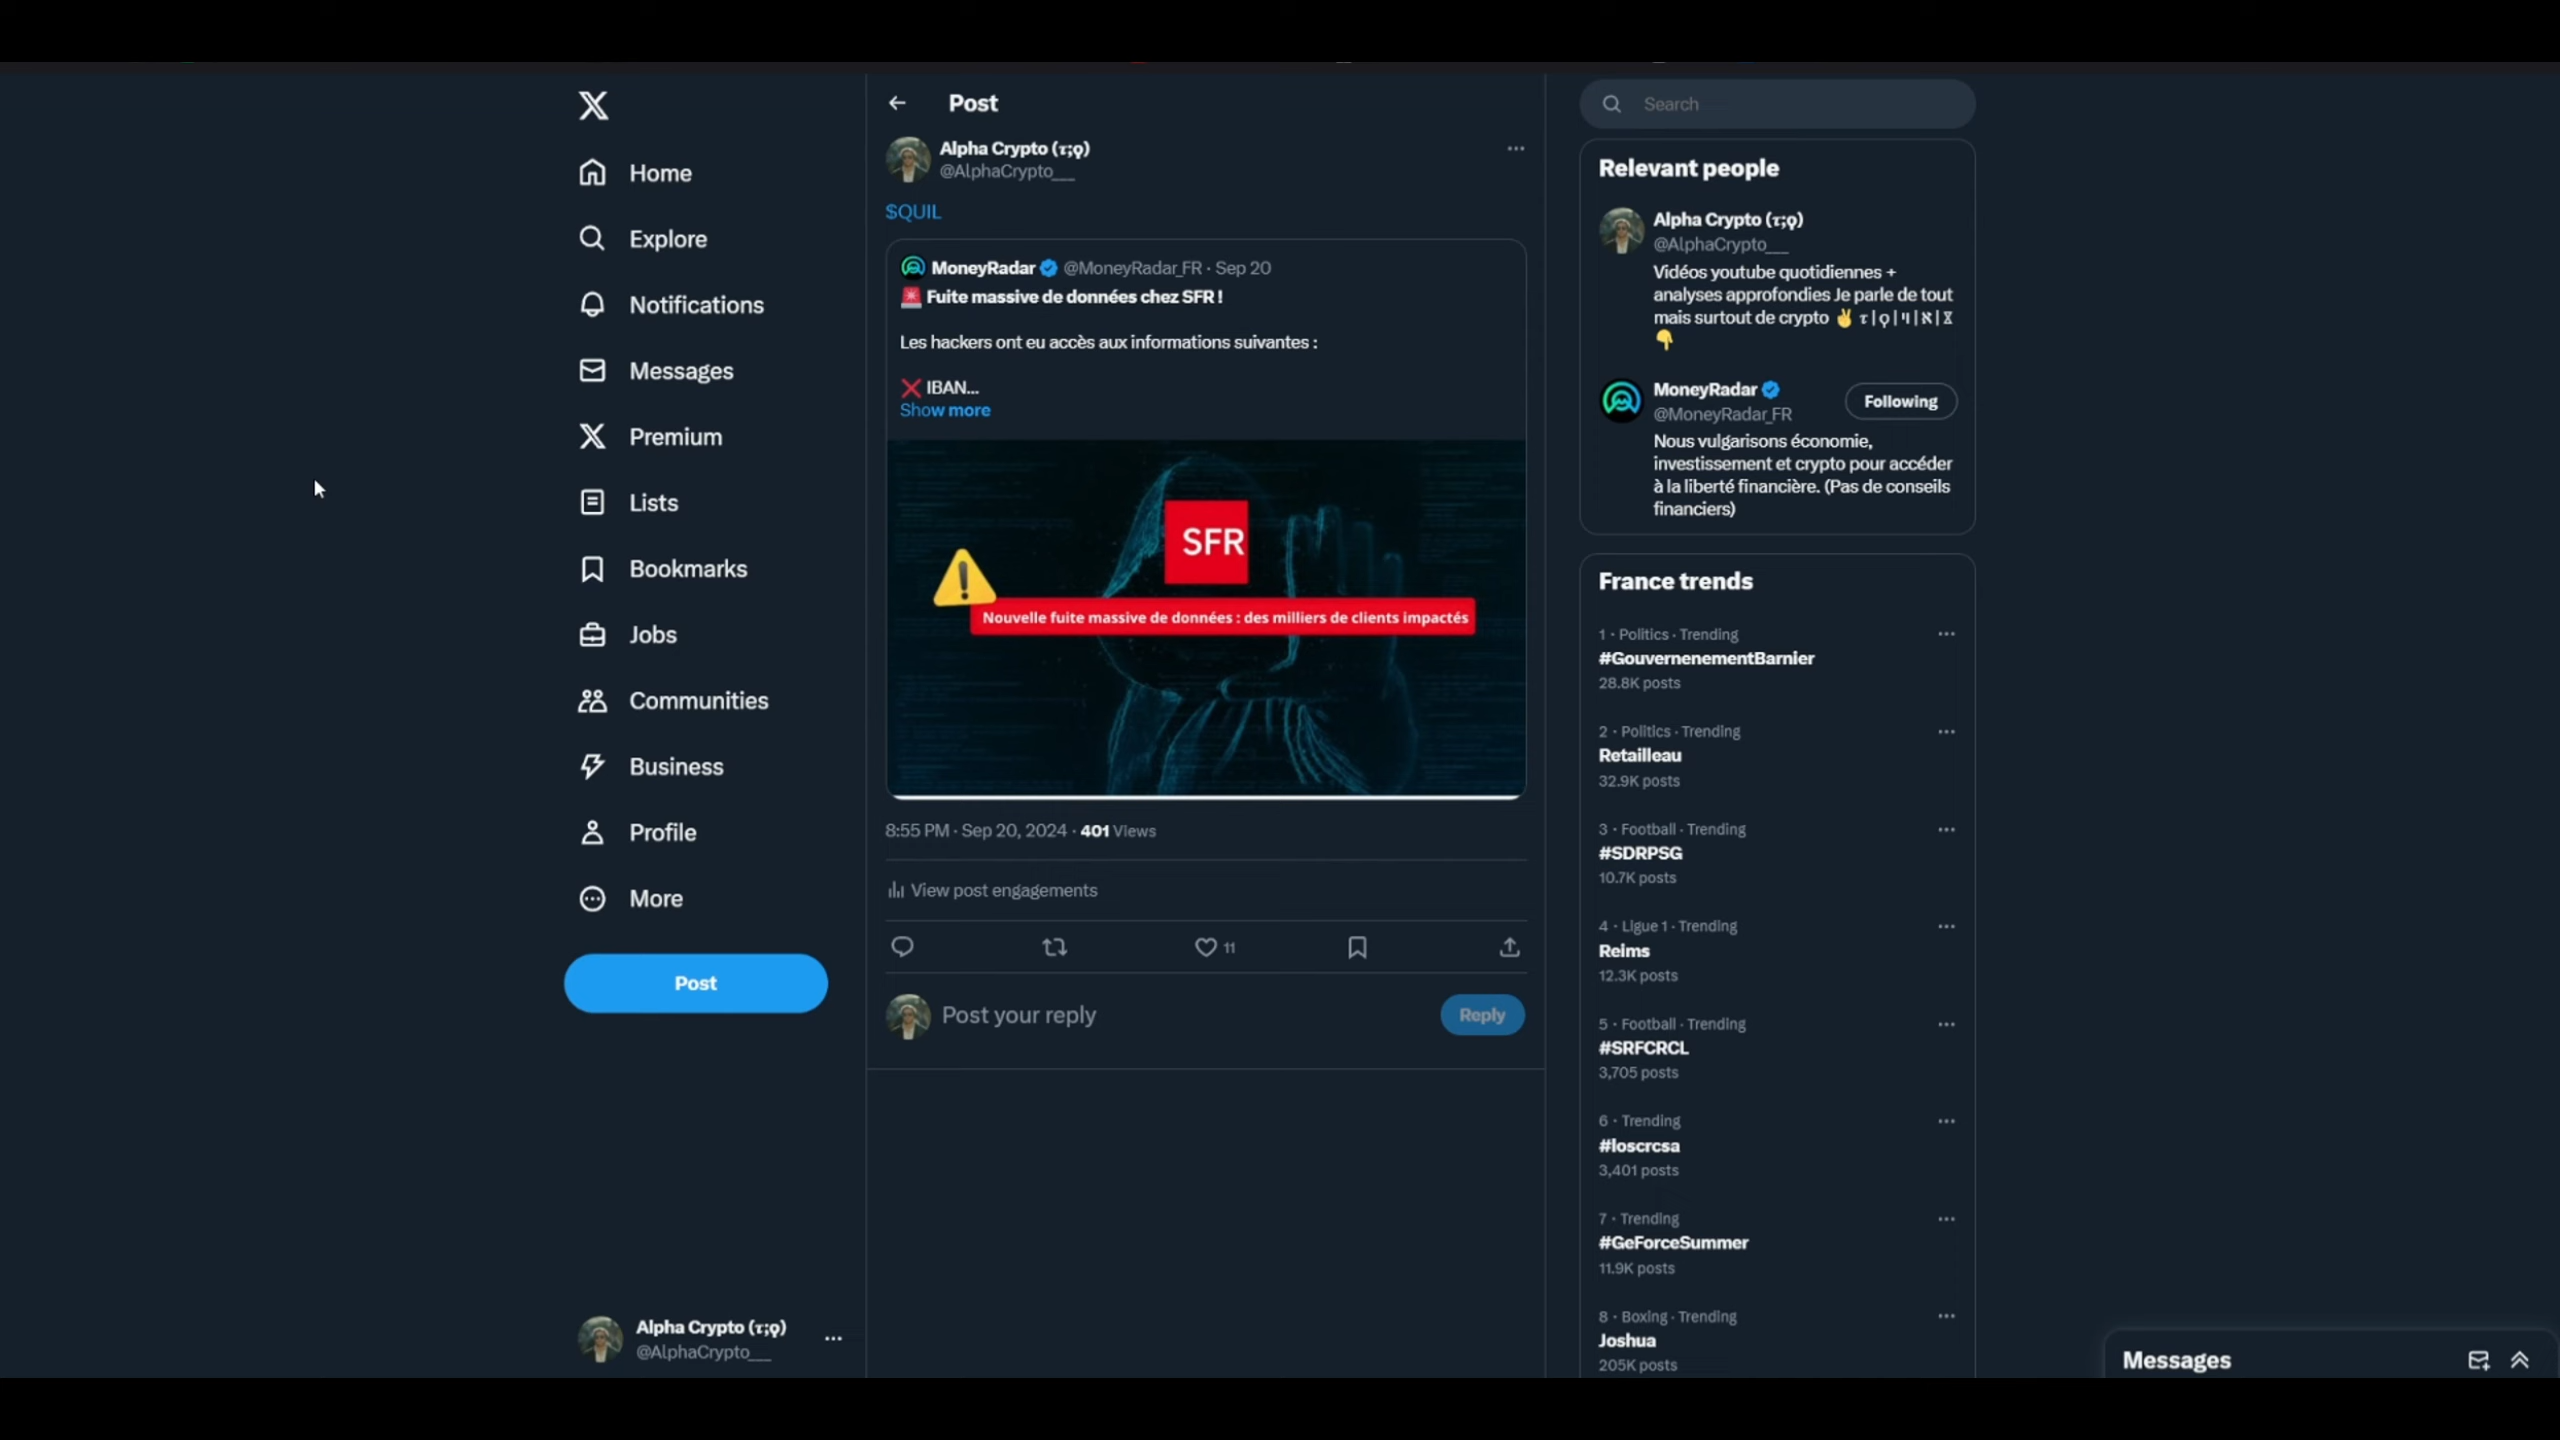 Home
Explore
Notifications
Messages
Premium
Lists
Bookmarks
Jobs
Communities
Business
Profile
More
Post
Alpha Crypto (τ;ϙ)
@AlphaCrypto___
Post
Alpha Crypto (τ;ϙ)
@AlphaCrypto___
$QUIL
MoneyRadar @MoneyRadar_FR · Sep 20
🚨 Fuite massive de données chez SFR !
Les hackers ont eu accès aux informations suivantes :
❌ IBAN...
Show more
SFR
Nouvelle fuite massive de données : des milliers de clients impactés
8:55 PM · Sep 20, 2024 · 401 Views
View post engagements
11
Post your reply
Reply
Search
Relevant people
Alpha Crypto (τ;ϙ)
@AlphaCrypto___
Vidéos youtube quotidiennes +
analyses approfondies Je parle de tout
mais surtout de crypto ✌️ τ|ϙ|
👇
MoneyRadar
@MoneyRadar_FR
Following
Nous vulgarisons économie,
investissement et crypto pour accéder
à la liberté financière. (Pas de conseils
financiers)
France trends
1 · Politics · Trending
#GouvernenementBarnier
28.8K posts
2 · Politics · Trending
Retailleau
32.9K posts
3 · Football · Trending
#SDRPSG
10.7K posts
4 · Ligue 1 · Trending
Reims
12.3K posts
5 · Football · Trending
#SRFCRCL
3,705 posts
6 · Trending
#loscrcsa
3,401 posts
7 · Trending
#GeForceSummer
11.9K posts
8 · Boxing · Trending
Joshua
205K posts
Messages